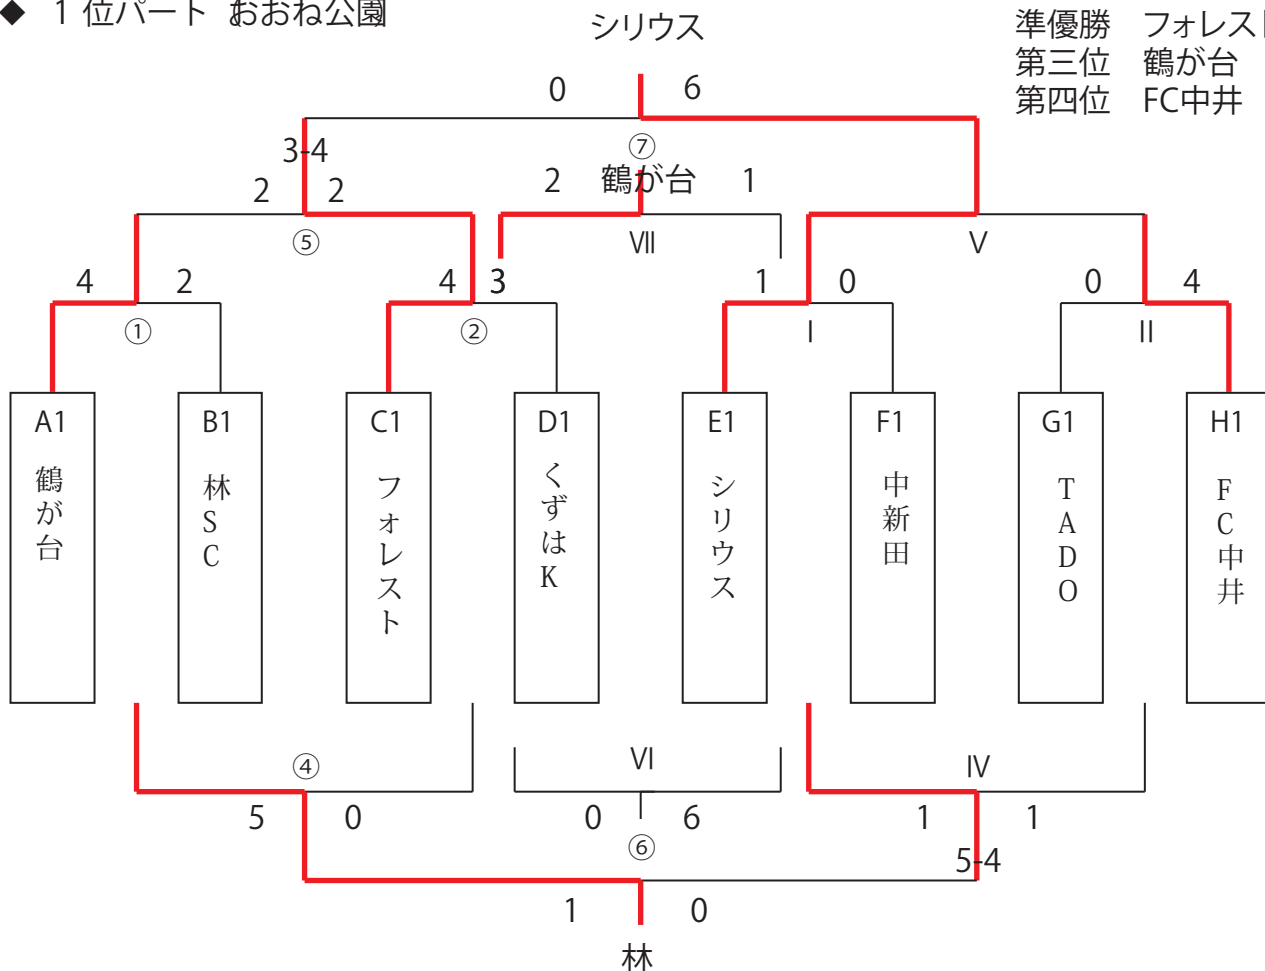 ◆ 1 位パート おおね公園
シリウス
準優勝 フォレスト
第三位 鶴が台
第四位 FC中井
0 6
⑦
3-4
2 2
2 鶴が台 1
⑤ Ⅶ Ⅴ
4 2 4 3 1 0 0 4
① ② Ⅰ Ⅱ
A1 B1 C1 D1 E1 F1 G1 H1
鶴が台
林SC
フォレスト
くずはK
シリウス
中新田
TADO
FC中井
④ Ⅵ Ⅳ
5 0 0 6 1 1
⑥
5-4
1 0
林